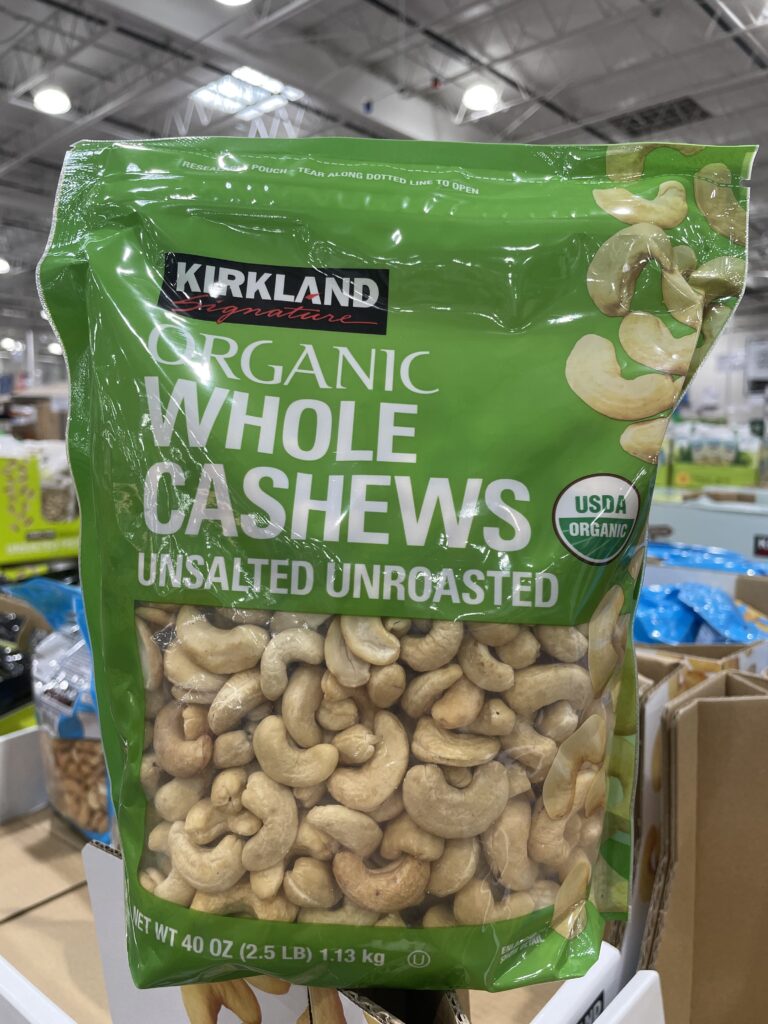 RESEALABLE POUCH - TEAR ALONG DOTTED LINE TO OPEN
KIRKLAND
Signature
ORGANIC
WHOLE
CASHEWS
UNSALTED UNROASTED
USDA
ORGANIC
NET WT 40 OZ (2.5 LB) 1.13 kg
U